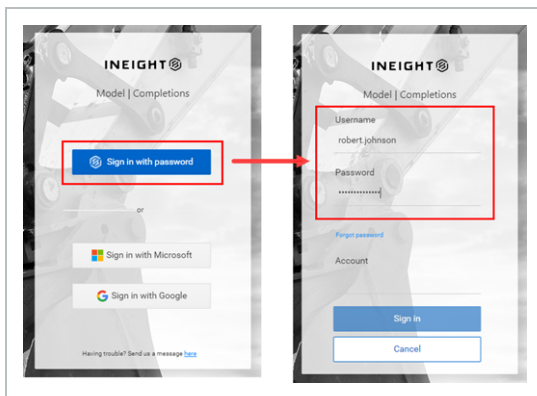 INEIGHT
Model | Completions
Sign in with password
or
Sign in with Microsoft
Sign in with Google
Having trouble? Send us a message here
INEIGHT
Model | Completions
Username
robert.johnson
Password
Forgot password
Account
Sign in
Cancel